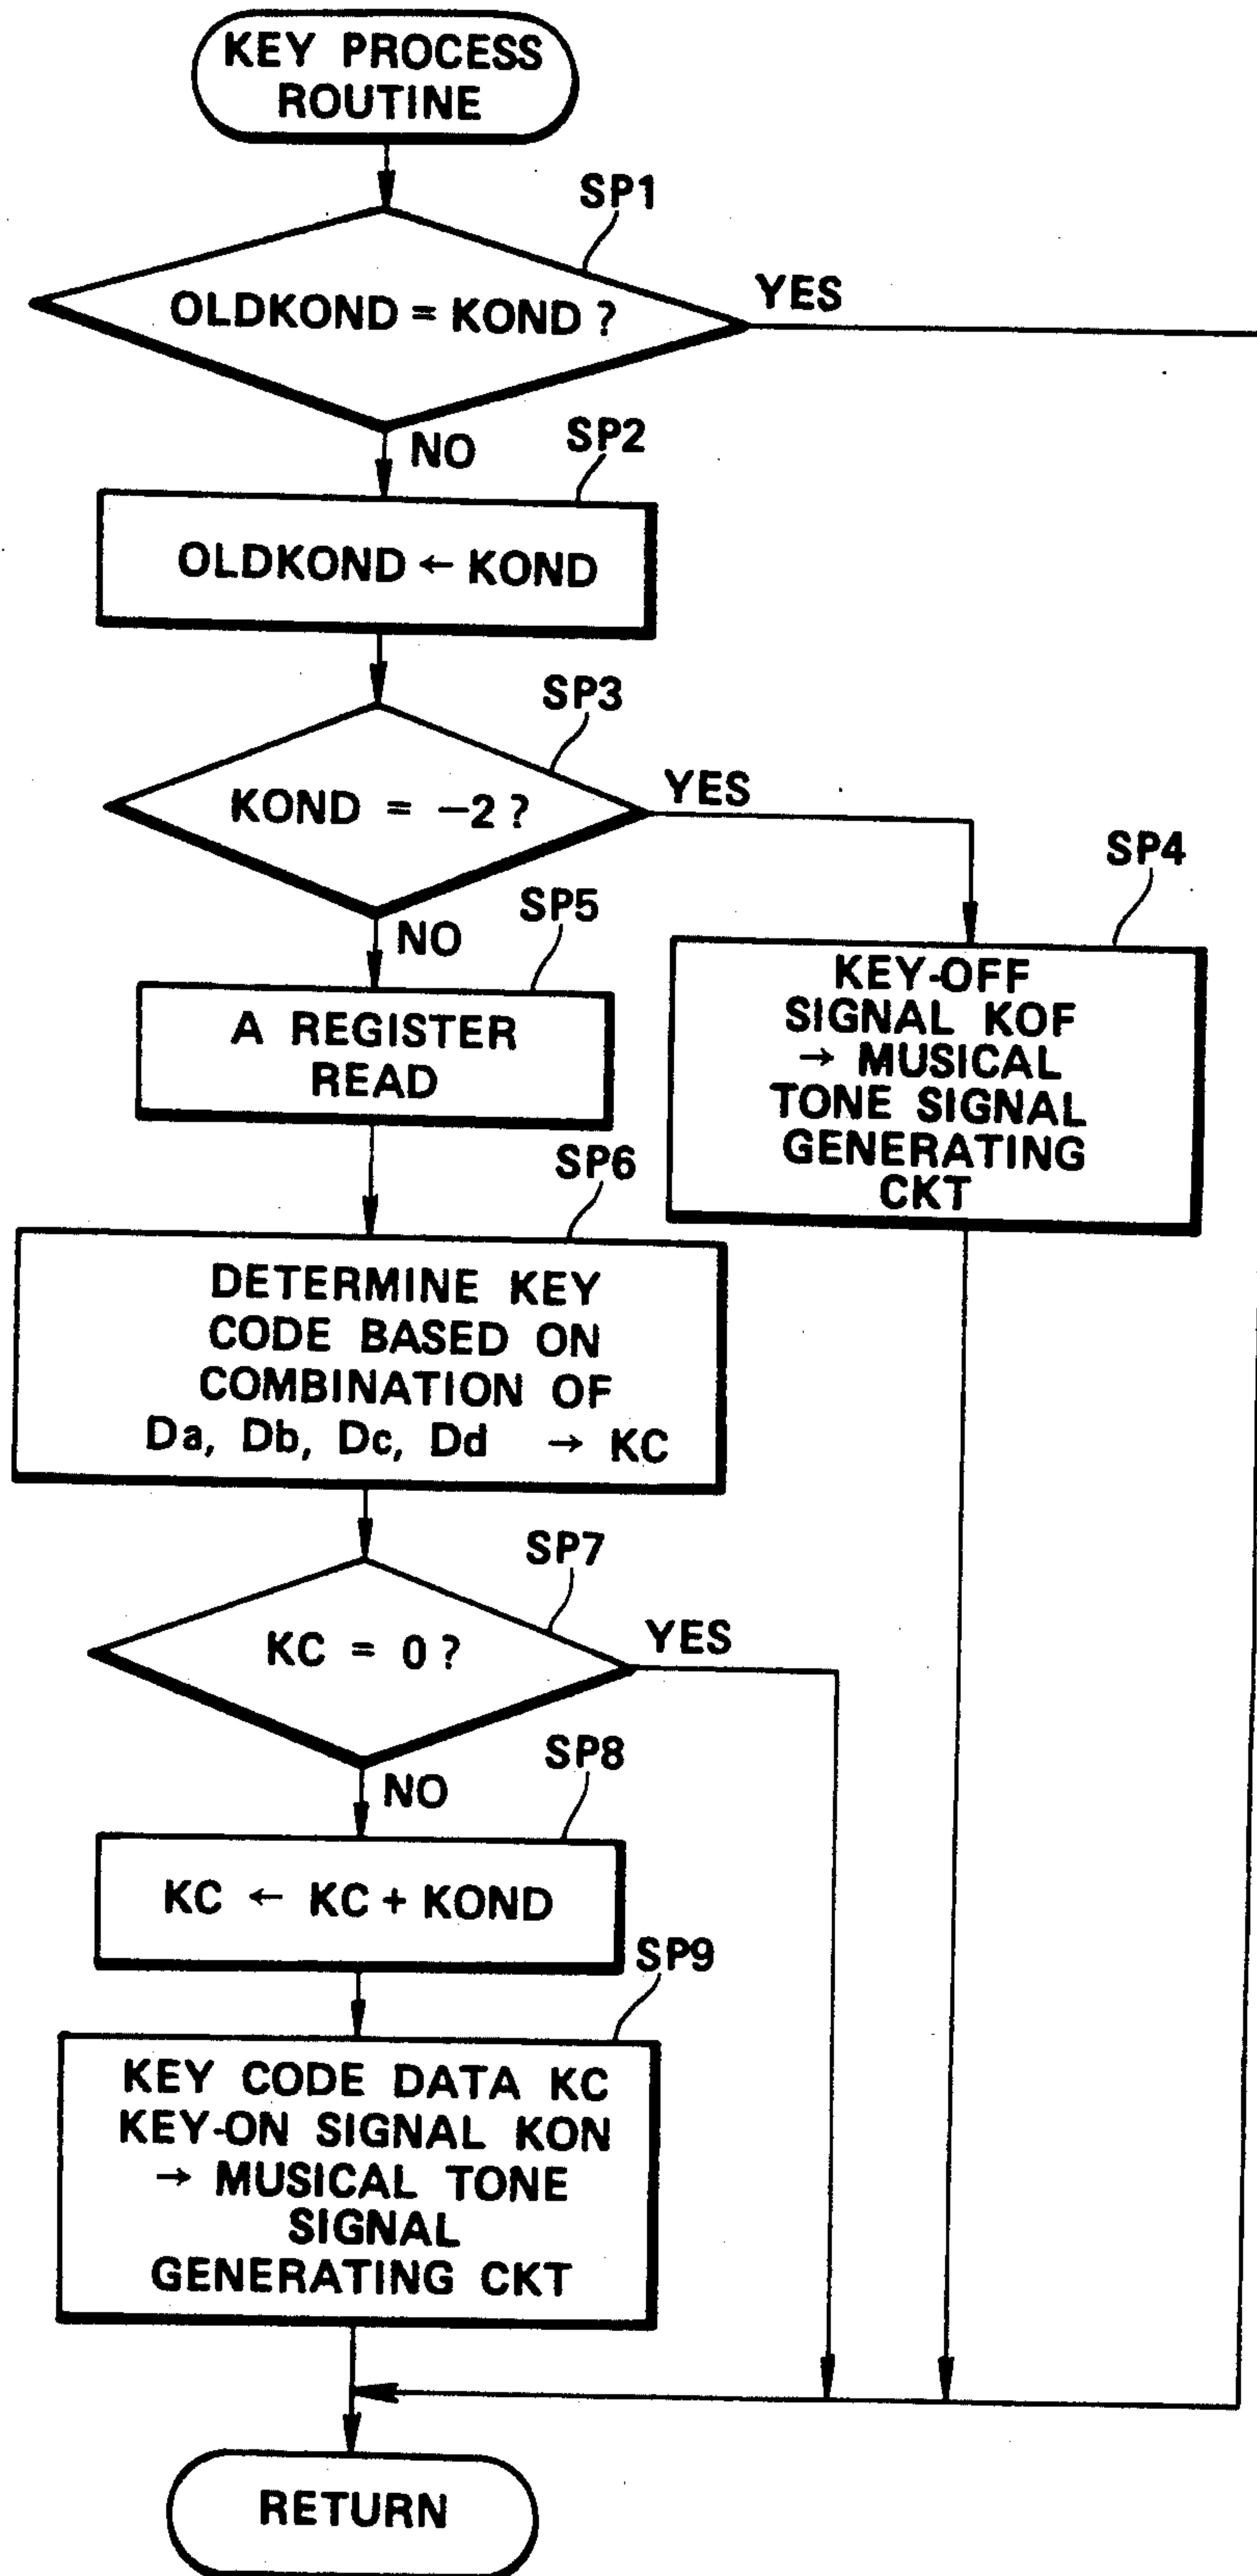 KEY PROCESS
ROUTINE
SP1
OLDKOND = KOND ?
YES
NO
SP2
OLDKOND ← KOND
SP3
KOND = −2 ?
YES
SP4
NO
SP5
KEY-OFF
SIGNAL KOF
→ MUSICAL
TONE SIGNAL
GENERATING
CKT
A REGISTER
READ
SP6
DETERMINE KEY
CODE BASED ON
COMBINATION OF
Da, Db, Dc, Dd → KC
SP7
KC = 0 ?
YES
NO
SP8
KC ← KC + KOND
SP9
KEY CODE DATA KC
KEY-ON SIGNAL KON
→ MUSICAL TONE
SIGNAL
GENERATING CKT
RETURN